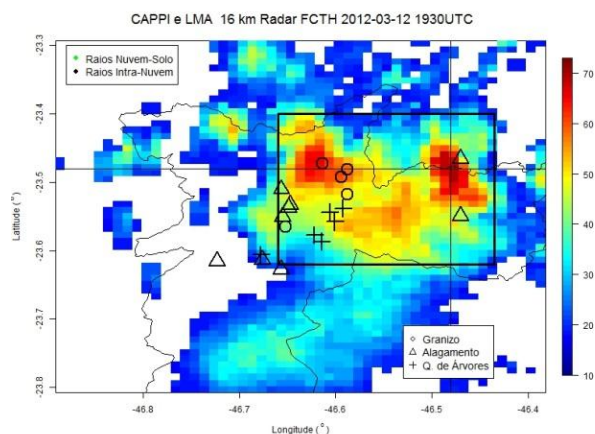 CAPPI e LMA 16 km Radar FCTH 2012-03-12 1930UTC
Raios Nuvem-Solo
Raios Intra-Nuvem
Granizo
Alagamento
Q. de Árvores
Latitude (°)
-23.3
-23.4
-23.5
-23.6
-23.7
-23.8
-46.8
-46.7
-46.6
-46.5
-46.4
Longitude (°)
70
60
50
40
30
20
10